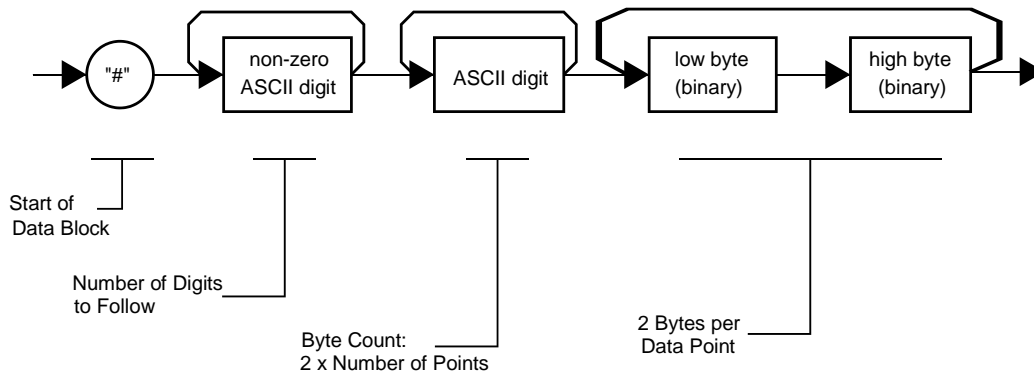 "#"
non-zero
ASCII digit
ASCII digit
low byte
(binary)
high byte
(binary)
Start of
Data Block
Number of Digits
to Follow
Byte Count:
2 x Number of Points
2 Bytes per
Data Point